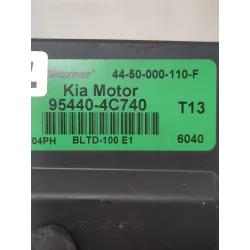 Warner 44-50-000-110-F
Kia Motor
95440-4C740 T13
04PH BLTD-100 E1 6040